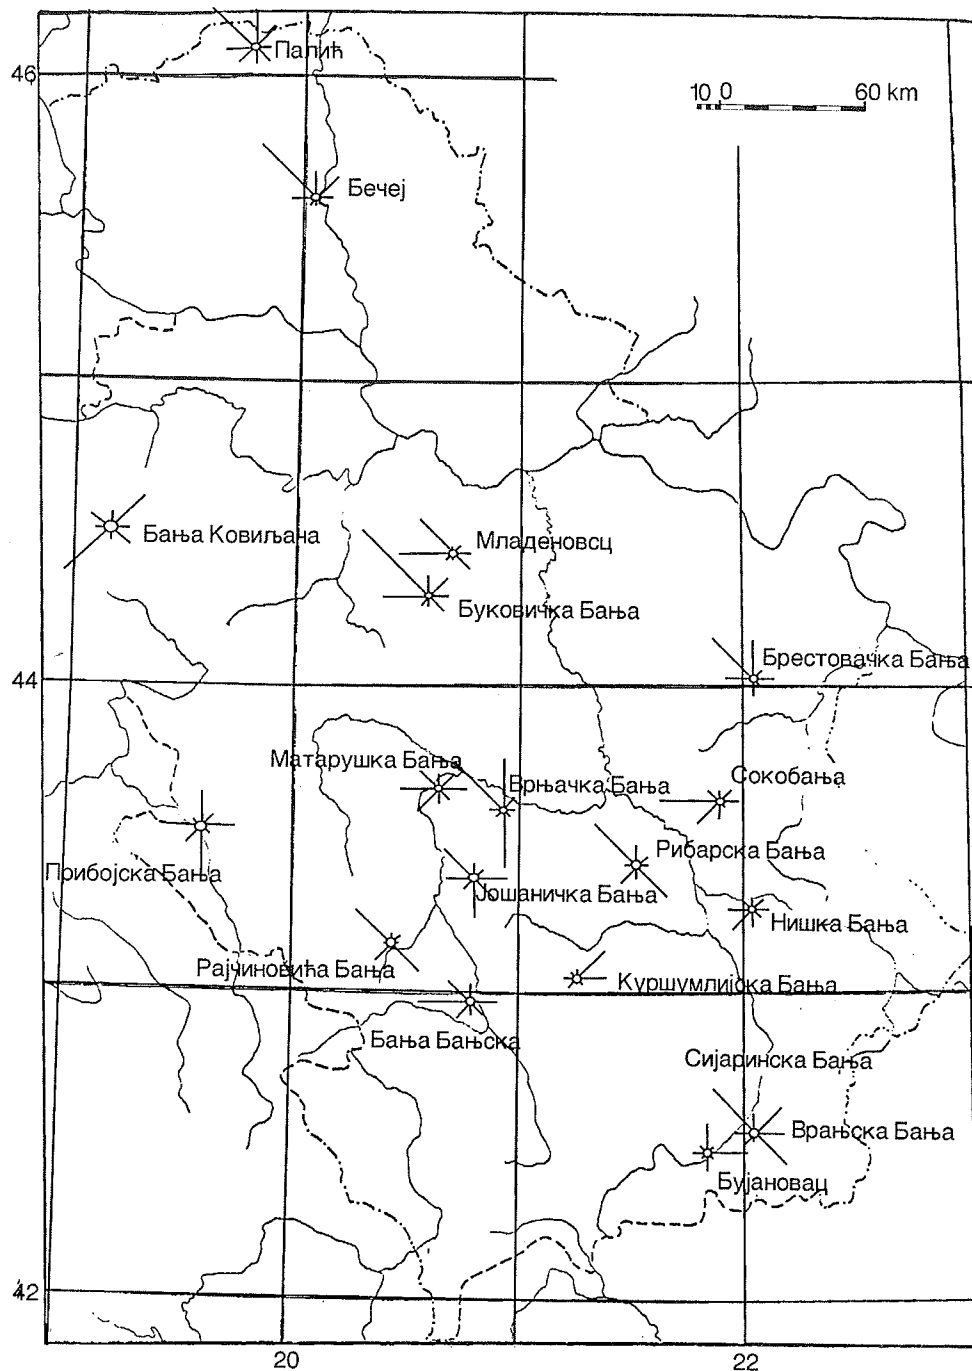 Палић
46
10 0 60 km
Бечеј
Бања Ковиљача
Младеновсц
Буковичка Бања
Брестовачка Бања
44
Матарушка Бања
Врњачка Бања
Сокобања
Рибарска Бања
Прибојска Бања
Јошаничка Бања
Нишка Бања
Рајчиновића Бања
Куршумлијска Бања
Бања Бањска
Сијаринска Бања
Врањска Бања
Бујановац
42
20 22